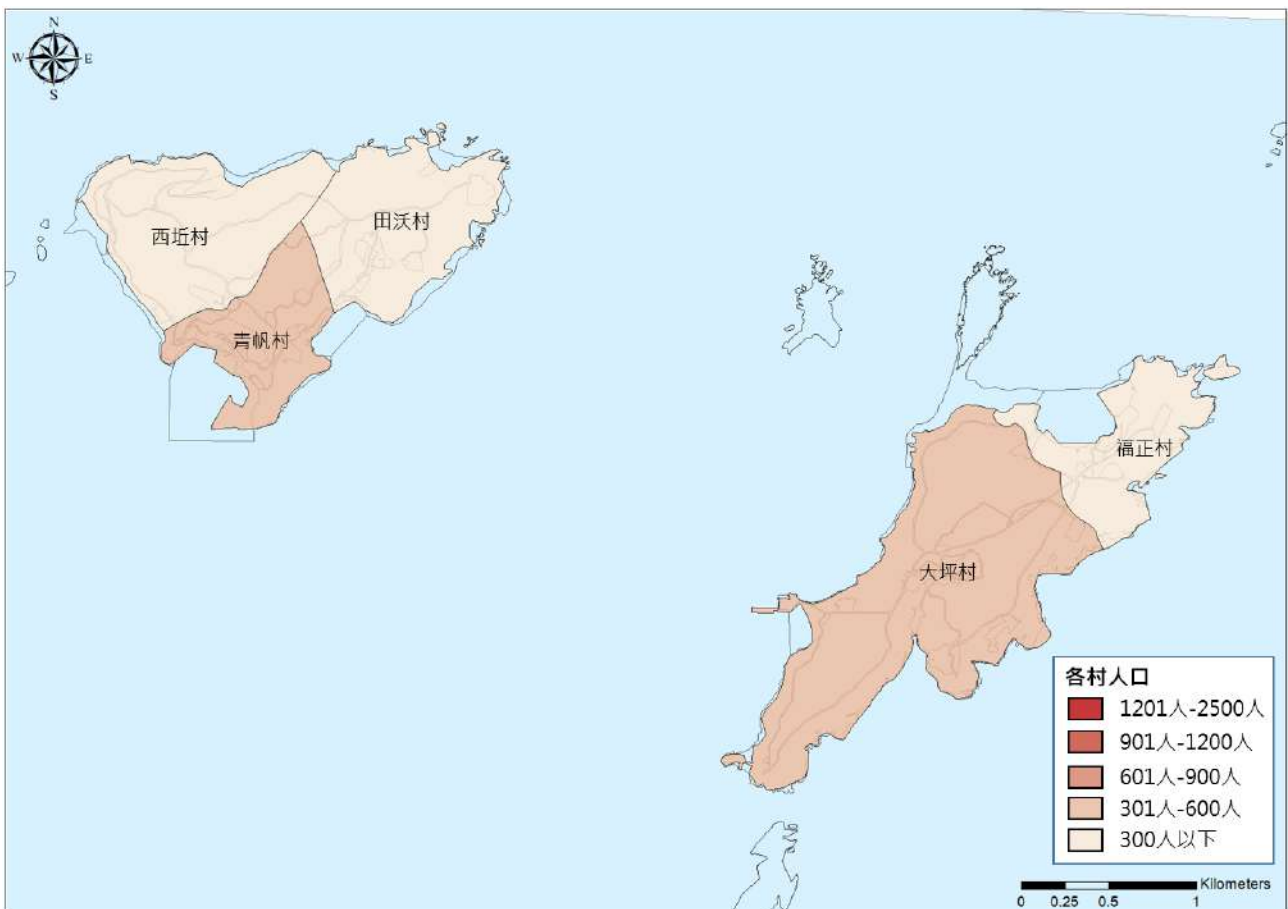 N
W E
S
田沃村
西坵村
青帆村
福正村
大坪村
各村人口
1201人-2500人
901人-1200人
601人-900人
301人-600人
300人以下
Kilometers
0 0.25 0.5 1